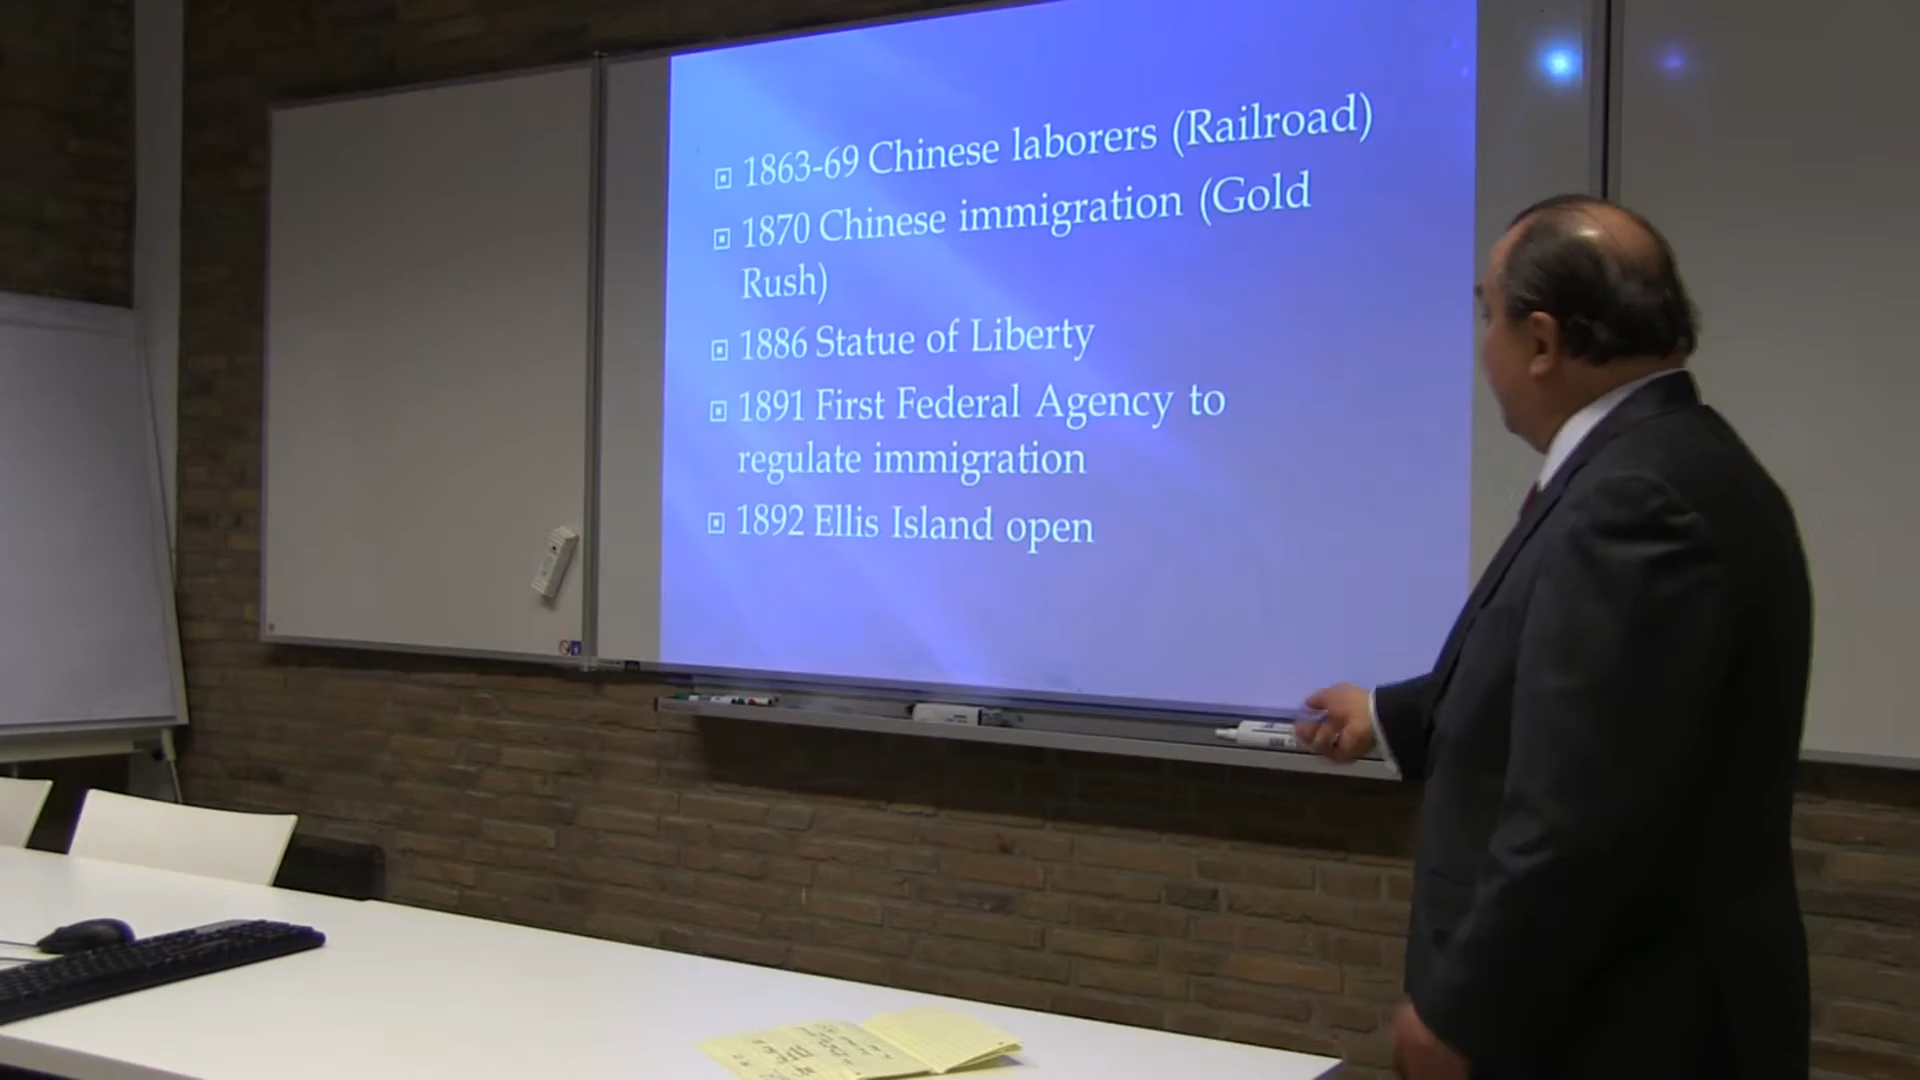 1863-69 Chinese laborers (Railroad)
1870 Chinese immigration (Gold
Rush)
1886 Statue of Liberty
1891 First Federal Agency to
regulate immigration
1892 Ellis Island open